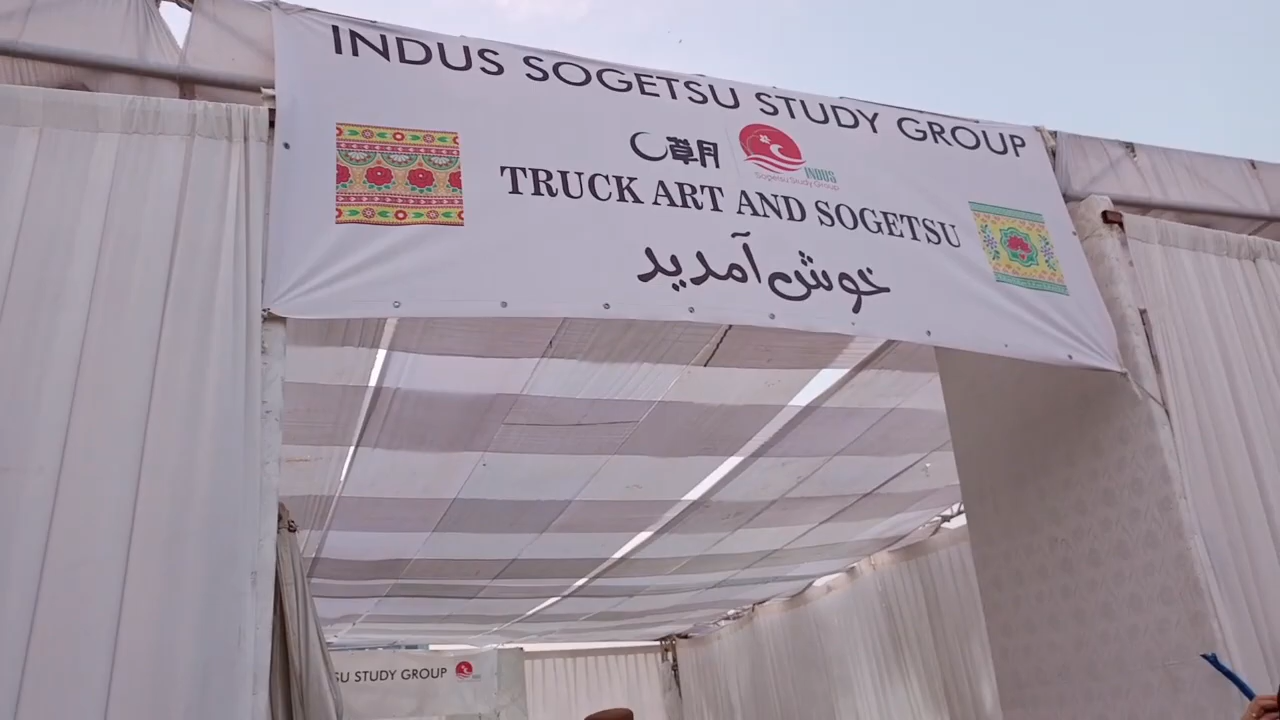 INDUS SOGETSU STUDY GROUP
草月
INDUS
Sogetsu Study Group
TRUCK ART AND SOGETSU
خوش آمدید
SU STUDY GROUP